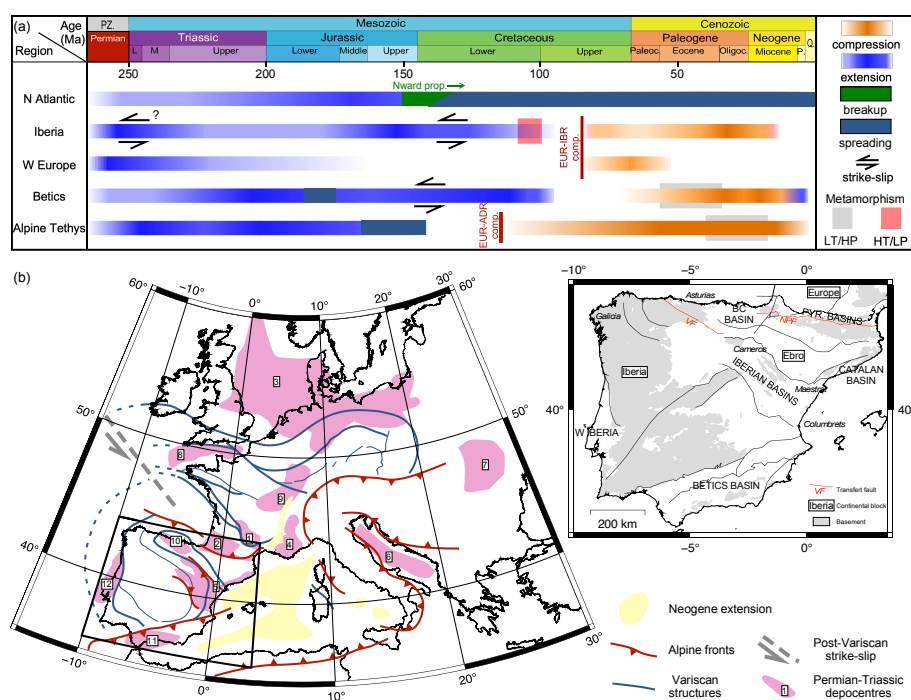 (a)
Age
(Ma)
Region
PZ.
Mesozoic
Cenozoic
Permian
Triassic
Jurassic
Cretaceous
Paleogene
Neogene
Q.
L
M
Upper
Lower
Middle
Upper
Lower
Upper
Paleoc.
Eocene
Oligoc.
Miocene
P.
250
200
150
100
50
Nward prop.
N Atlantic
Iberia
?
W Europe
Betics
Alpine Tethys
EUR-IBR
comp.
EUR-ADR
comp.
compression
extension
breakup
spreading
strike-slip
Metamorphism
LT/HP
HT/LP
(b)
60°
50°
40°
−10°
0°
10°
20°
30°
60°
50°
40°
30°
−10°
0°
10°
20°
3
8
7
9
10
2
1
4
6
5
12
11
−10°
−5°
0°
40°
40°
−5°
0°
Asturias
Galicia
VF
BC
BASIN
Europe
PYR BASINS
NPF
Cameros
Ebro
CATALAN
BASIN
Iberia
IBERIAN BASINS
Maestrat
Columbrets
W IBERIA
BETICS BASIN
200 km
VF Transfert fault
Iberia Continental block
Basement
Neogene extension
Alpine fronts
Variscan
structures
Post-Variscan
strike-slip
1
Permian-Triassic
depocentres